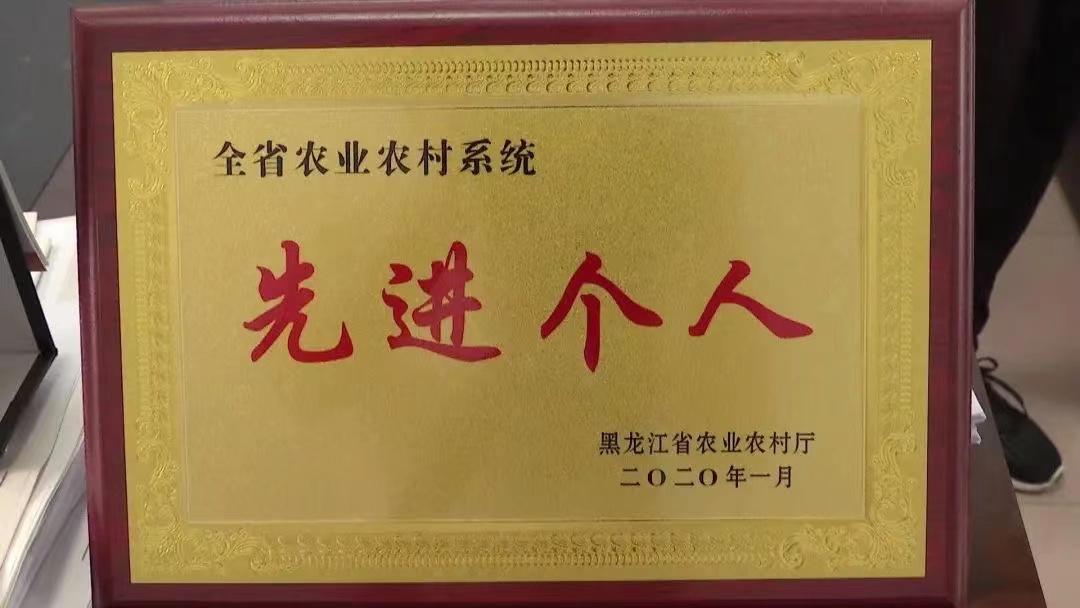 全省农业农村系统
先进个人
黑龙江省农业农村厅
二〇二〇年一月